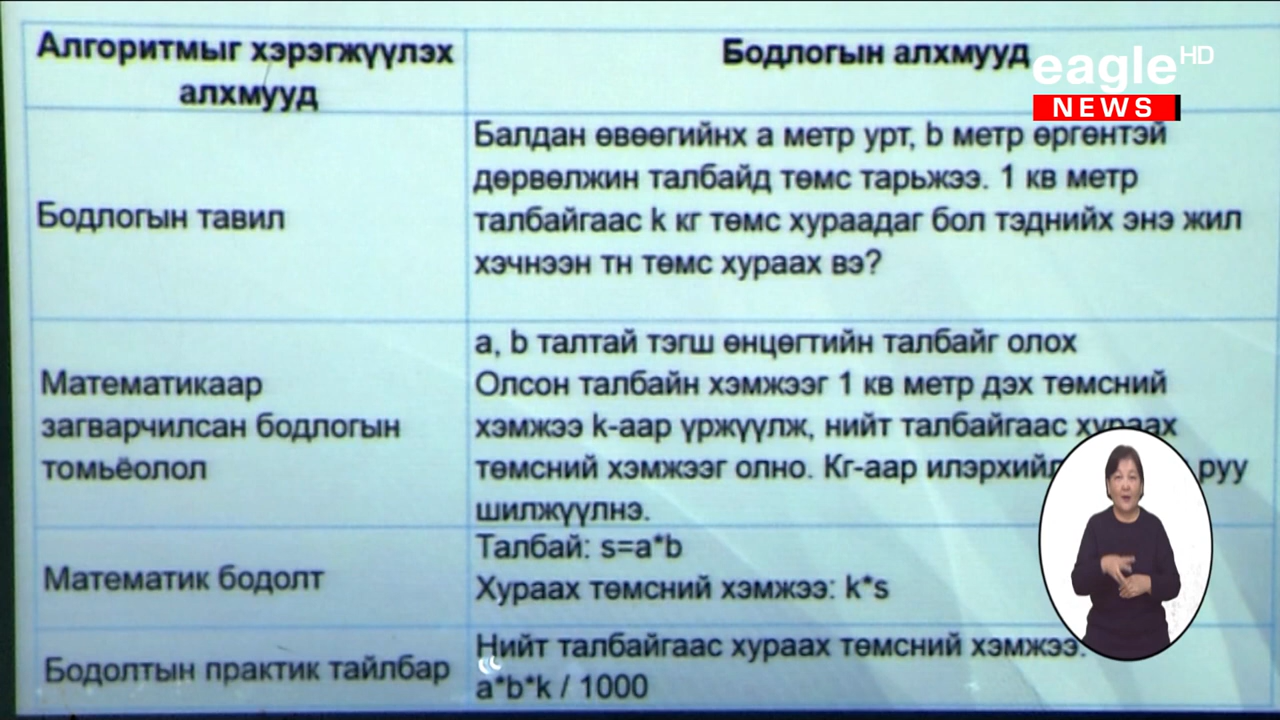 Алгоритмыг хэрэгжүүлэх
алхмууд
Бодлогын алхмууд
eagle HD
NEWS
Бодлогын тавил
Балдан өвөөгийнх a метр урт, b метр өргөнтэй
дөрвөлжин талбайд төмс тарьжээ. 1 кв метр
талбайгаас k кг төмс хураадаг бол тэднийх энэ жил
хэчнээн тн төмс хураах вэ?
Математикаар
загварчилсан бодлогын
томьёолол
a, b талтай тэгш өнцөгтийн талбайг олох
Олсон талбайн хэмжээг 1 кв метр дэх төмсний
хэмжээ k-аар үржүүлж, нийт талбайгаас хураах
төмсний хэмжээг олно. Кг-аар руу
шилжүүлнэ.
Математик бодолт
Талбай: s=a*b
Хураах төмсний хэмжээ: k*s
Бодолтын практик тайлбар
Нийт талбайгаас хураах төмсний хэмжээ:
a*b*k / 1000